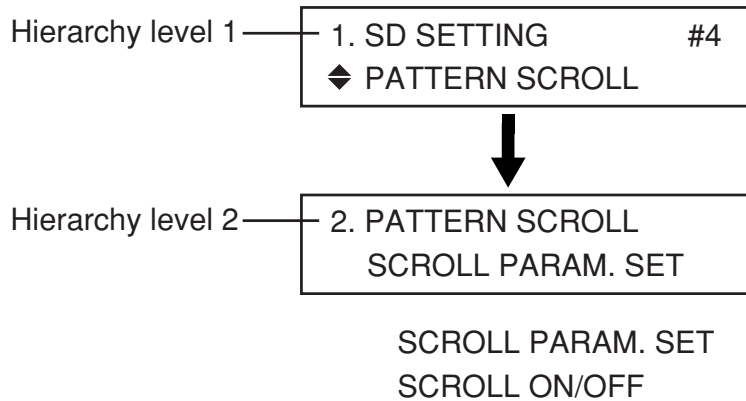 Hierarchy level 1
1. SD SETTING #4
PATTERN SCROLL
Hierarchy level 2
2. PATTERN SCROLL
SCROLL PARAM. SET
SCROLL PARAM. SET
SCROLL ON/OFF